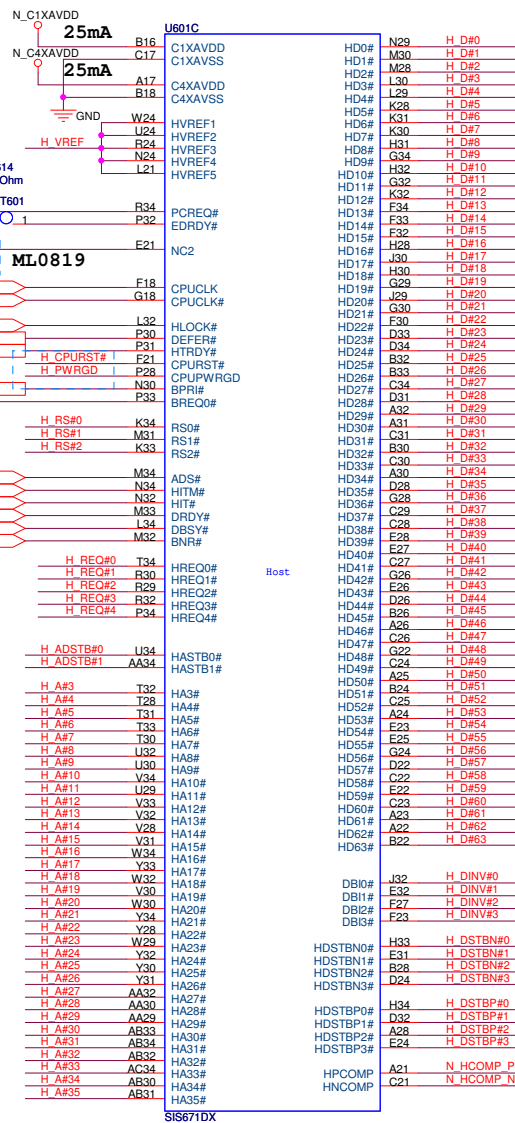 N_C1XAVDD
25mA
N_C4XAVDD
25mA
GND
H_VREF
614
Ohm
T601
1
ML0819
U601C
B16 C1XAVDD
C17 C1XAVSS
A17 C4XAVDD
B18 C4XAVSS
W24 HVREF1
U24 HVREF2
R24 HVREF3
N24 HVREF4
L21 HVREF5
R34 PCREQ#
P32 EDRDY#
E21 NC2
F18 CPUCLK
G18 CPUCLK#
L32 HLOCK#
P30 DEFER#
P31 HTRDY#
H_CPURST# F21 CPURST#
H_PWRGD P28 CPUPWRGD
N30 BPRI#
P33 BREQ0#
H_RS#0 K34 RS0#
H_RS#1 M31 RS1#
H_RS#2 K33 RS2#
M34 ADS#
N34 HITM#
N32 HIT#
M33 DRDY#
L34 DBSY#
M32 BNR#
H_REQ#0 T34 HREQ0#
H_REQ#1 R30 HREQ1#
H_REQ#2 R29 HREQ2#
H_REQ#3 R32 HREQ3#
H_REQ#4 P34 HREQ4#
H_ADSTB#0 U34 HASTB0#
H_ADSTB#1 AA34 HASTB1#
H_A#3 T32 HA3#
H_A#4 T28 HA4#
H_A#5 T31 HA5#
H_A#6 T33 HA6#
H_A#7 T30 HA7#
H_A#8 U32 HA8#
H_A#9 U30 HA9#
H_A#10 V34 HA10#
H_A#11 U29 HA11#
H_A#12 V33 HA12#
H_A#13 V32 HA13#
H_A#14 V28 HA14#
H_A#15 V31 HA15#
H_A#16 W34 HA16#
H_A#17 Y33 HA17#
H_A#18 W32 HA18#
H_A#19 V30 HA19#
H_A#20 W30 HA20#
H_A#21 Y34 HA21#
H_A#22 Y28 HA22#
H_A#23 W29 HA23#
H_A#24 Y32 HA24#
H_A#25 Y30 HA25#
H_A#26 Y31 HA26#
H_A#27 AA32 HA27#
H_A#28 AA30 HA28#
H_A#29 AA29 HA29#
H_A#30 AB33 HA30#
H_A#31 AB34 HA31#
H_A#32 AB32 HA32#
H_A#33 AC34 HA33#
H_A#34 AB30 HA34#
H_A#35 AB31 HA35#
Host
HD0# N29 H_D#0
HD1# M30 H_D#1
HD2# M28 H_D#2
HD3# L30 H_D#3
HD4# L29 H_D#4
HD5# K28 H_D#5
HD6# K31 H_D#6
HD7# K30 H_D#7
HD8# H31 H_D#8
HD9# G34 H_D#9
HD10# H32 H_D#10
HD11# G32 H_D#11
HD12# K32 H_D#12
HD13# F34 H_D#13
HD14# F33 H_D#14
HD15# F32 H_D#15
HD16# H28 H_D#16
HD17# J30 H_D#17
HD18# H30 H_D#18
HD19# G29 H_D#19
HD20# J29 H_D#20
HD21# G30 H_D#21
HD22# F30 H_D#22
HD23# D33 H_D#23
HD24# D34 H_D#24
HD25# B32 H_D#25
HD26# B33 H_D#26
HD27# C34 H_D#27
HD28# D31 H_D#28
HD29# A32 H_D#29
HD30# A31 H_D#30
HD31# C31 H_D#31
HD32# B30 H_D#32
HD33# C30 H_D#33
HD34# A30 H_D#34
HD35# D28 H_D#35
HD36# G28 H_D#36
HD37# C29 H_D#37
HD38# C28 H_D#38
HD39# E28 H_D#39
HD40# E27 H_D#40
HD41# C27 H_D#41
HD42# G26 H_D#42
HD43# E26 H_D#43
HD44# D26 H_D#44
HD45# B26 H_D#45
HD46# A26 H_D#46
HD47# C26 H_D#47
HD48# G22 H_D#48
HD49# C24 H_D#49
HD50# A25 H_D#50
HD51# B24 H_D#51
HD52# C25 H_D#52
HD53# A24 H_D#53
HD54# E23 H_D#54
HD55# E25 H_D#55
HD56# G24 H_D#56
HD57# D22 H_D#57
HD58# C22 H_D#58
HD59# E22 H_D#59
HD60# C23 H_D#60
HD61# A23 H_D#61
HD62# A22 H_D#62
HD63# B22 H_D#63
DBI0# J32 H_DINV#0
DBI1# E32 H_DINV#1
DBI2# F27 H_DINV#2
DBI3# F23 H_DINV#3
HDSTBN0# H33 H_DSTBN#0
HDSTBN1# E31 H_DSTBN#1
HDSTBN2# B28 H_DSTBN#2
HDSTBN3# D24 H_DSTBN#3
HDSTBP0# H34 H_DSTBP#0
HDSTBP1# D32 H_DSTBP#1
HDSTBP2# A28 H_DSTBP#2
HDSTBP3# E24 H_DSTBP#3
HPCOMP A21 N_HCOMP_P
HNCOMP C21 N_HCOMP_N
SIS671DX